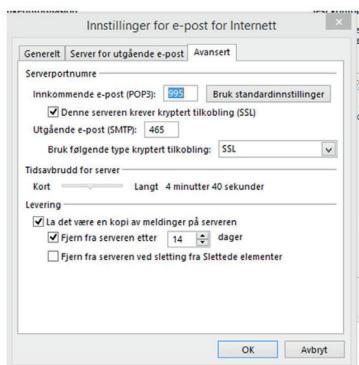 Innstillinger for e-post for Internett
Generelt Server for utgående e-post Avansert
Serverportnumre
Innkommende e-post (POP3): 995 Bruk standardinnstillinger
Denne serveren krever kryptert tilkobling (SSL)
Utgående e-post (SMTP): 465
Bruk følgende type kryptert tilkobling: SSL
Tidsavbrudd for server
Kort Langt 4 minutter 40 sekunder
Levering
La det være en kopi av meldinger på serveren
Fjern fra serveren etter 14 dager
Fjern fra serveren ved sletting fra Slettede elementer
OK Avbryt